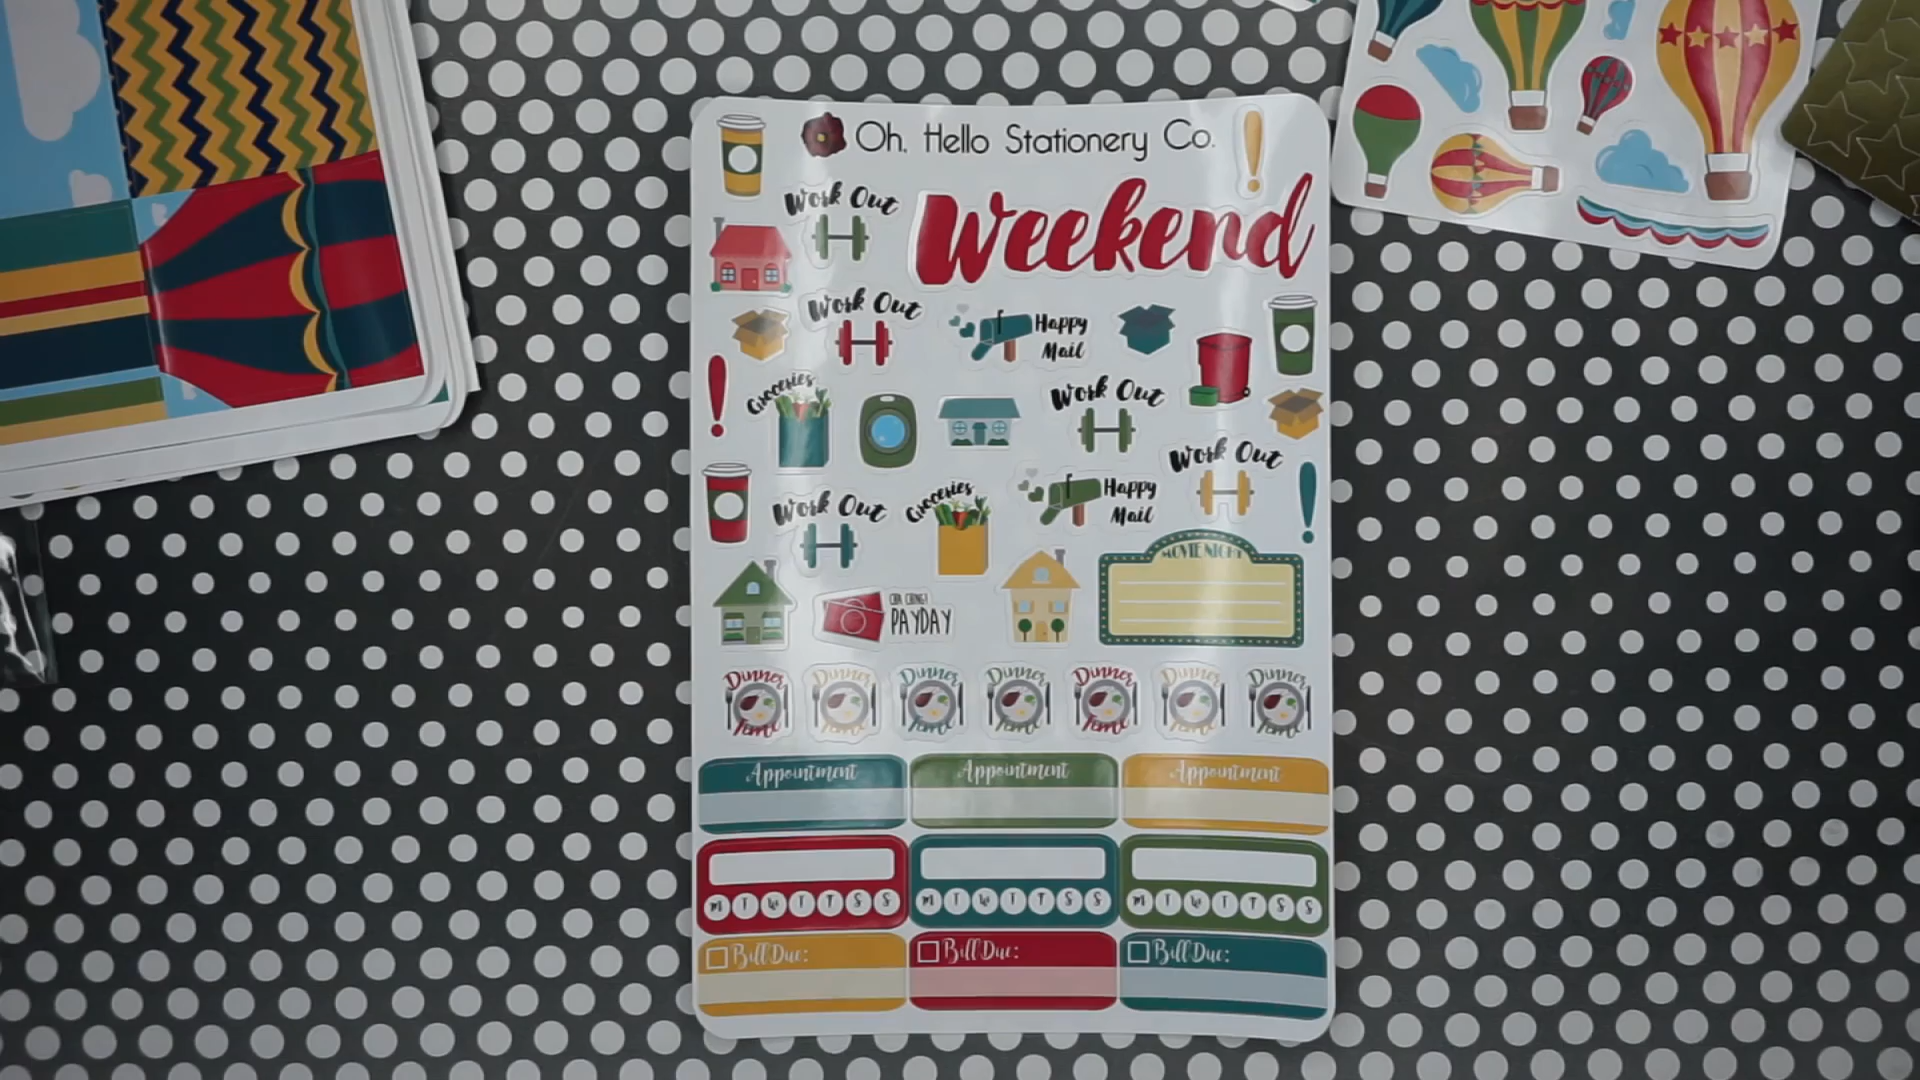 Oh, Hello Stationery Co.
Work Out
Weekend
Work Out
Happy
Mail
Groceries
Work Out
Work Out
Work Out
Groceries
Happy
Mail
MOVIE NIGHT
CHA CHING!
PAYDAY
Dinner
Time
Dinner
Time
Dinner
Time
Dinner
Time
Dinner
Time
Dinner
Time
Dinner
Time
Appointment
Appointment
Appointment
M T W T T S S
M T W T T S S
M T W T T S S
Bill Due:
Bill Due:
Bill Due: